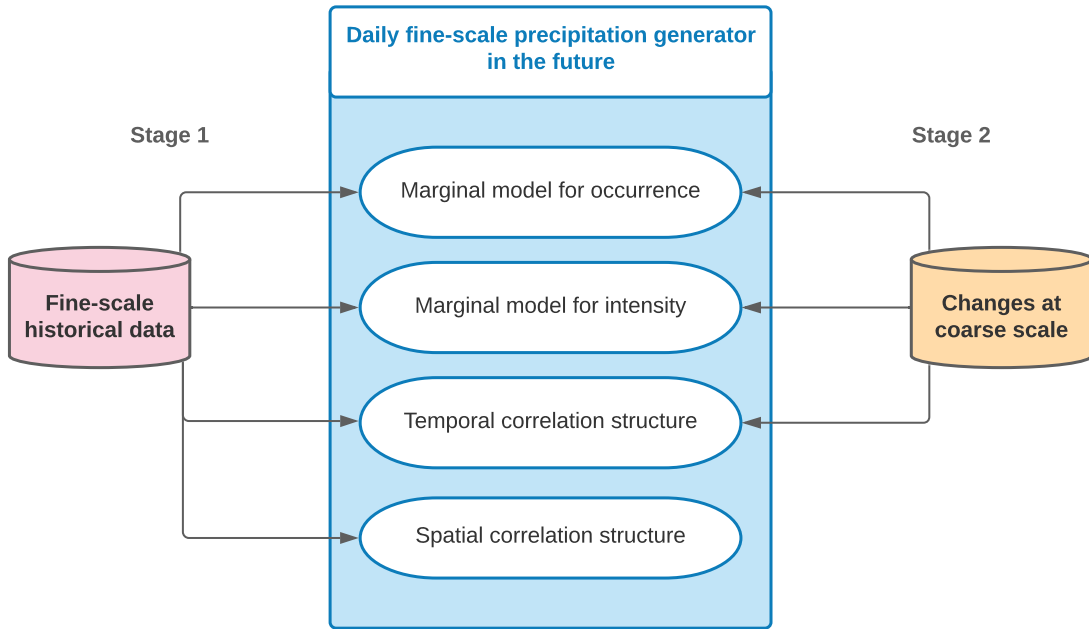 Daily fine-scale precipitation generator
in the future
Stage 1
Stage 2
Marginal model for occurrence
Fine-scale
historical data
Marginal model for intensity
Changes at
coarse scale
Temporal correlation structure
Spatial correlation structure